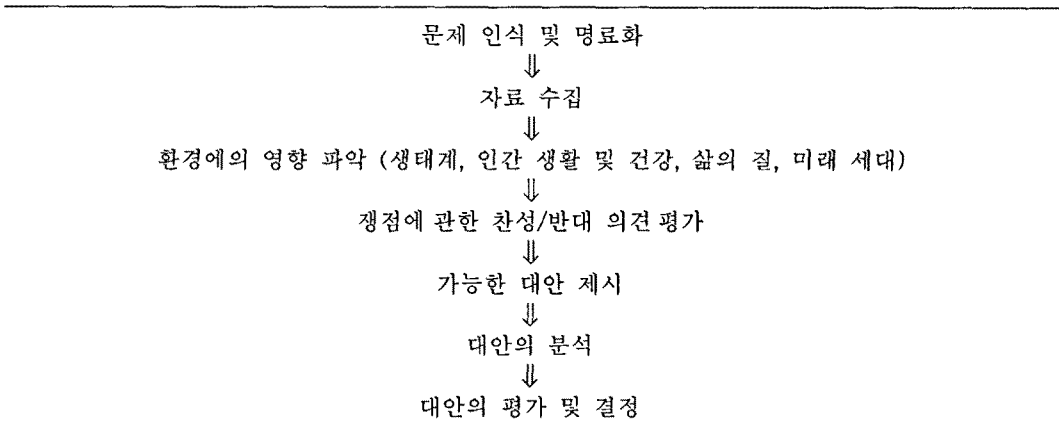 문제 인식 및 명료화
⇓
자료 수집
⇓
환경에의 영향 파악 (생태계, 인간 생활 및 건강, 삶의 질, 미래 세대)
⇓
쟁점에 관한 찬성/반대 의견 평가
⇓
가능한 대안 제시
⇓
대안의 분석
⇓
대안의 평가 및 결정